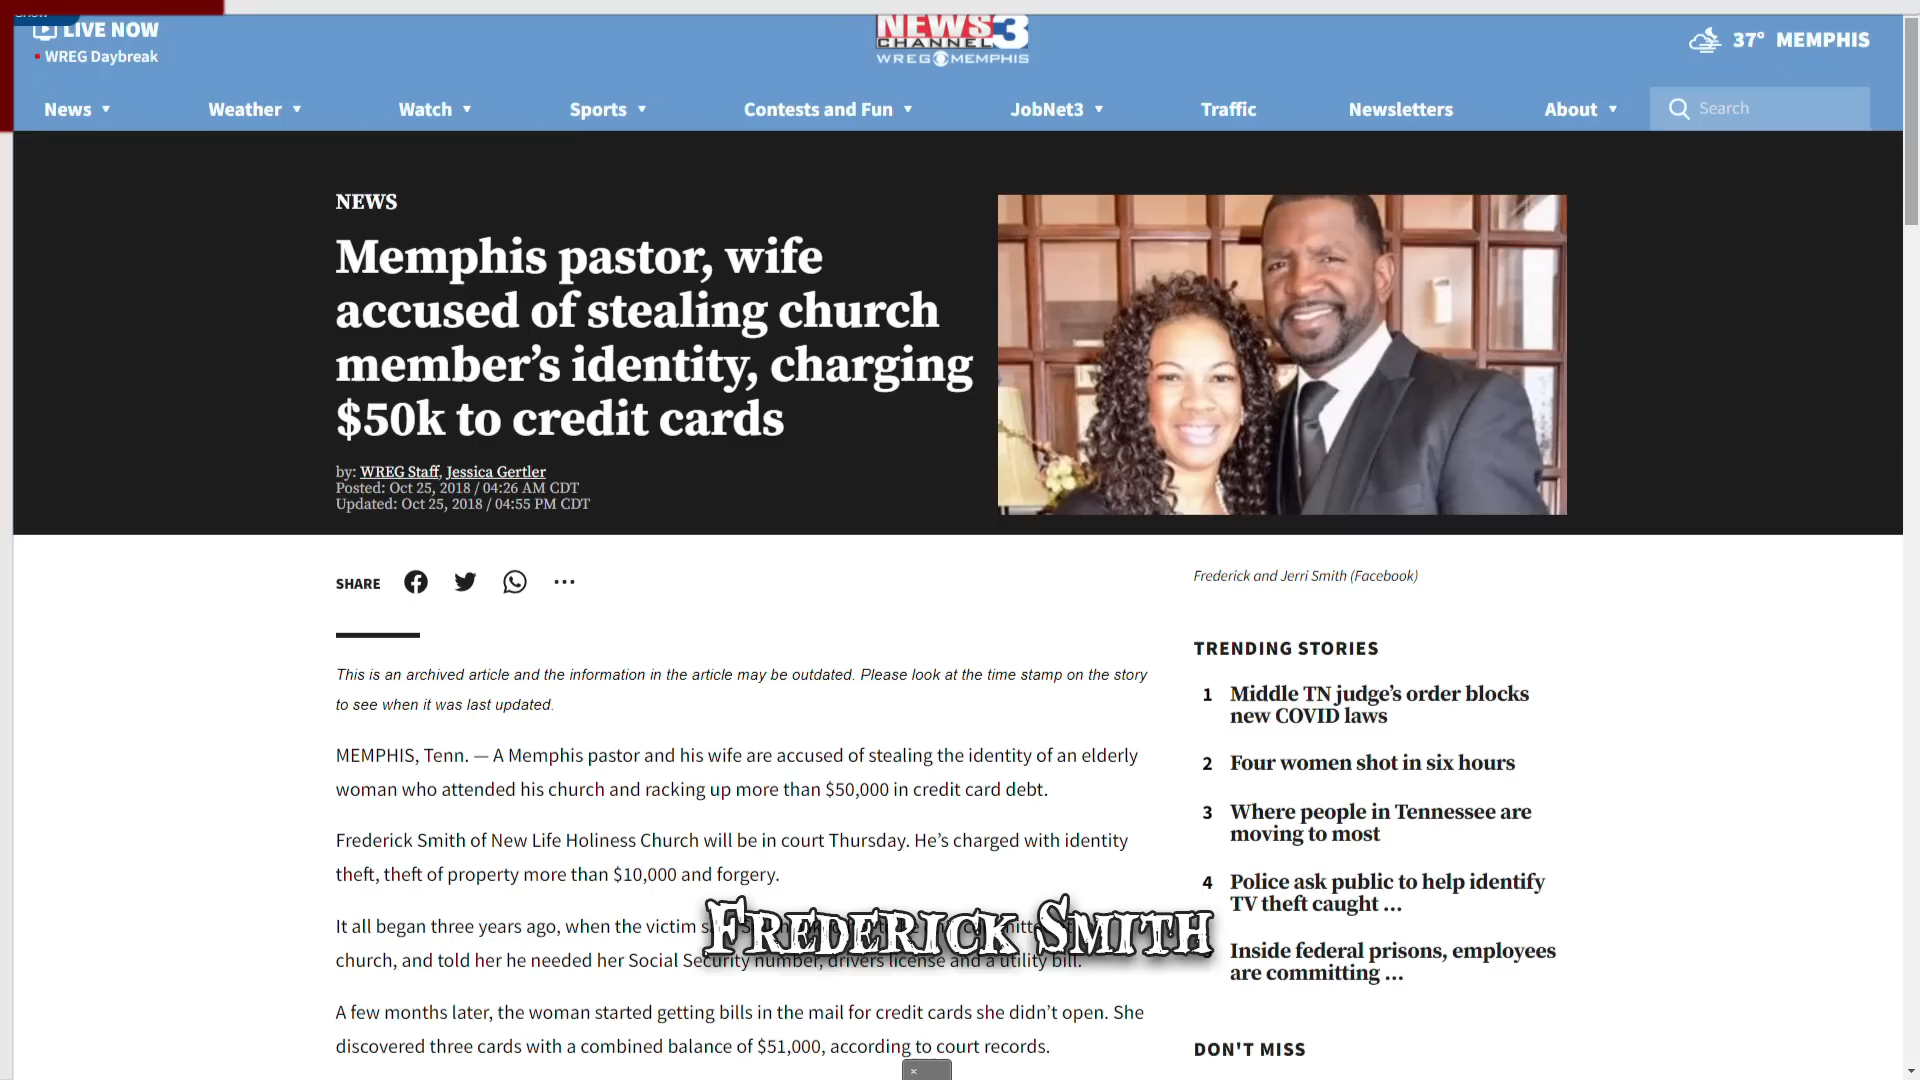 LIVE NOW
WREG Daybreak
NEWS 3
CHANNEL
WREG MEMPHIS
37° MEMPHIS
News
Weather
Watch
Sports
Contests and Fun
JobNet3
Traffic
Newsletters
About
Search
NEWS
Memphis pastor, wife
accused of stealing church
member’s identity, charging
$50k to credit cards
by: WREG Staff, Jessica Gertler
Posted: Oct 25, 2018 / 04:26 AM CDT
Updated: Oct 25, 2018 / 04:55 PM CDT
SHARE
Frederick and Jerri Smith (Facebook)
This is an archived article and the information in the article may be outdated. Please look at the time stamp on the story
to see when it was last updated.
MEMPHIS, Tenn. — A Memphis pastor and his wife are accused of stealing the identity of an elderly
woman who attended his church and racking up more than $50,000 in credit card debt.
Frederick Smith of New Life Holiness Church will be in court Thursday. He’s charged with identity
theft, theft of property more than $10,000 and forgery.
It all began three years ago, when the victim
church, and told her he needed her Social Security number, drivers license and a utility bill.
Frederick Smith
A few months later, the woman started getting bills in the mail for credit cards she didn’t open. She
discovered three cards with a combined balance of $51,000, according to court records.
TRENDING STORIES
1 Middle TN judge’s order blocks
new COVID laws
2 Four women shot in six hours
3 Where people in Tennessee are
moving to most
4 Police ask public to help identify
TV theft caught ...
Inside federal prisons, employees
are committing ...
DON'T MISS